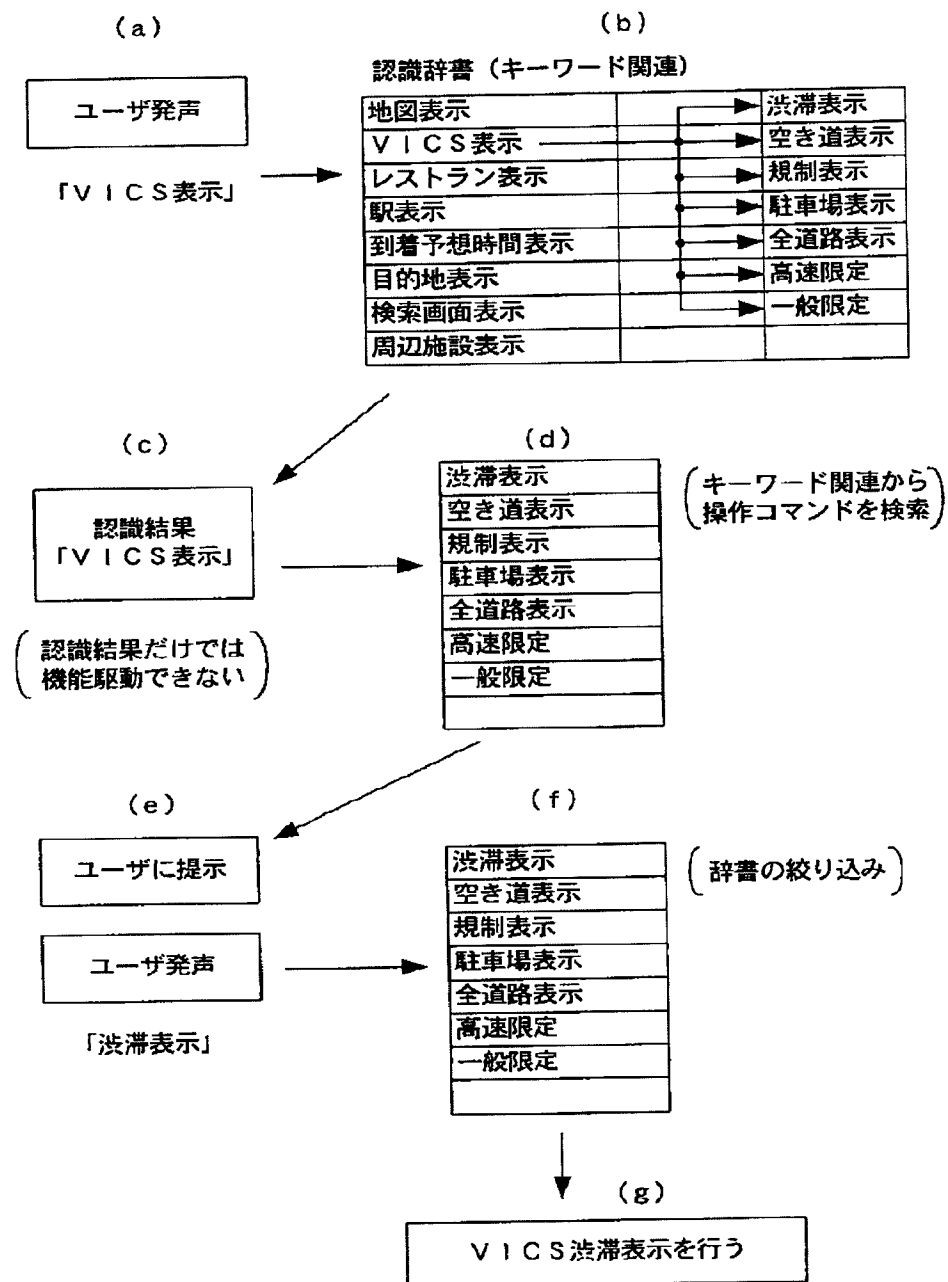 (a)
ユーザ発声
「VICS表示」
(b)
認識辞書(キーワード関連)
地図表示 渋滞表示
VICS表示 空き道表示
レストラン表示 規制表示
駅表示 駐車場表示
到着予想時間表示 全道路表示
目的地表示 高速限定
検索画面表示 一般限定
周辺施設表示
(c)
認識結果
「VICS表示」
(認識結果だけでは
機能駆動できない)
(d)
渋滞表示
空き道表示
規制表示
駐車場表示
全道路表示
高速限定
一般限定
(キーワード関連から
操作コマンドを検索)
(e)
ユーザに提示
ユーザ発声
「渋滞表示」
(f)
渋滞表示
空き道表示
規制表示
駐車場表示
全道路表示
高速限定
一般限定
(辞書の絞り込み)
(g)
VICS渋滞表示を行う